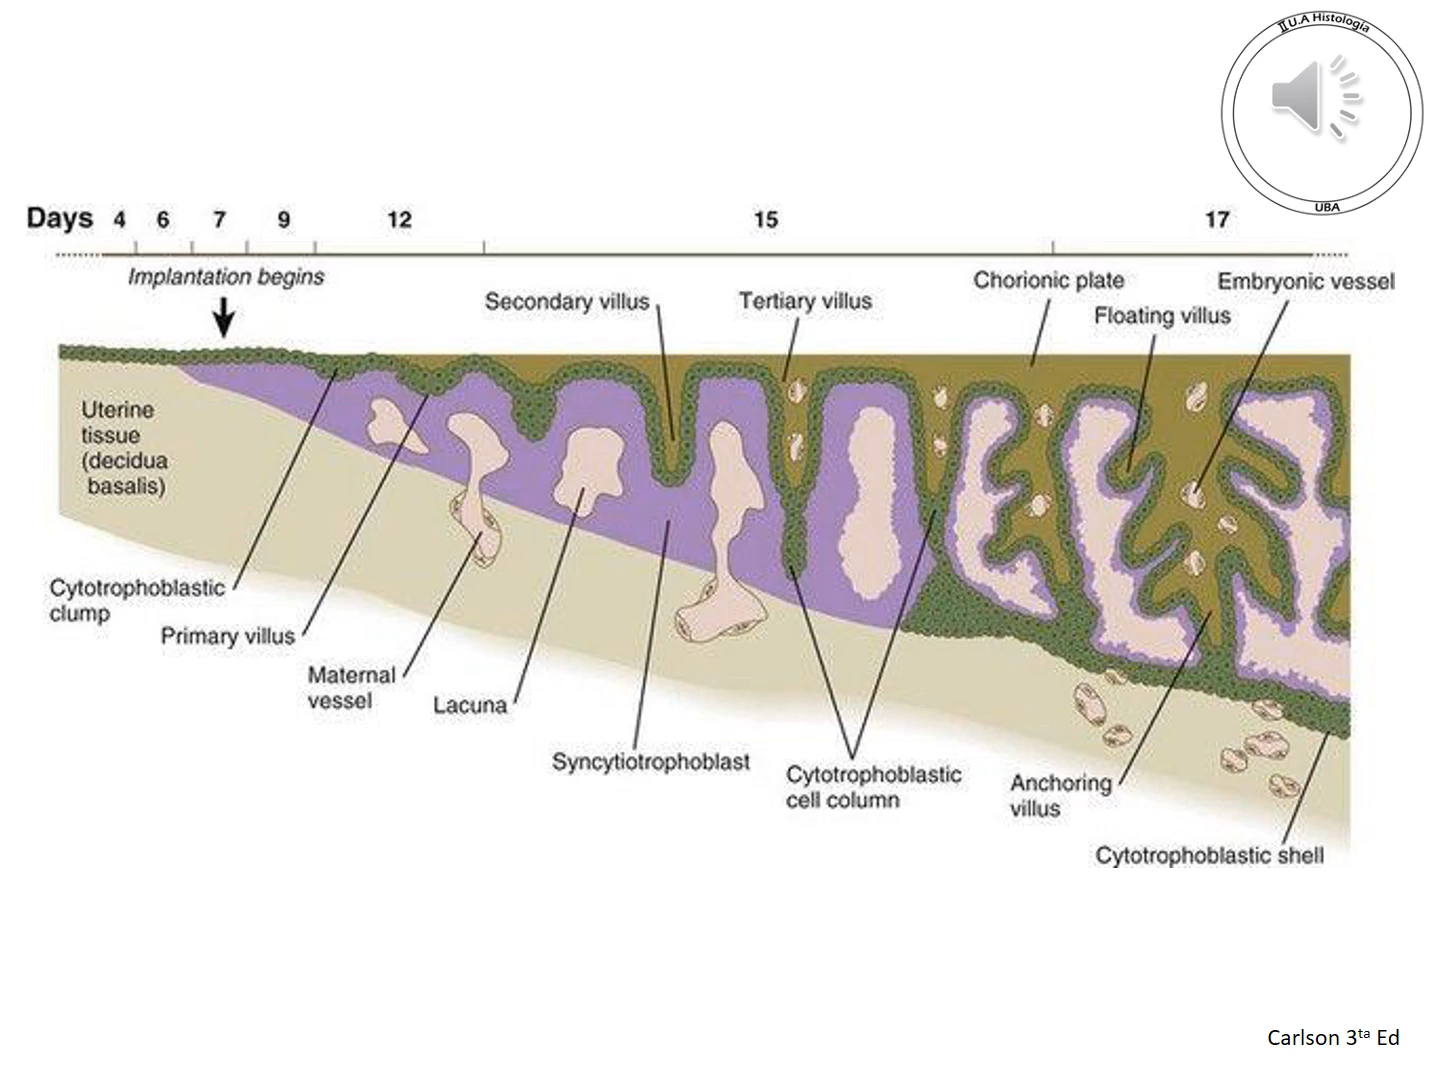 II U.A Histología
UBA
Days 4 6 7 9 12 15 17
Implantation begins
Secondary villus
Tertiary villus
Chorionic plate
Floating villus
Embryonic vessel
Uterine
tissue
(decidua
basalis)
Cytotrophoblastic
clump
Primary villus
Maternal
vessel
Lacuna
Syncytiotrophoblast
Cytotrophoblastic
cell column
Anchoring
villus
Cytotrophoblastic shell
Carlson 3ta Ed